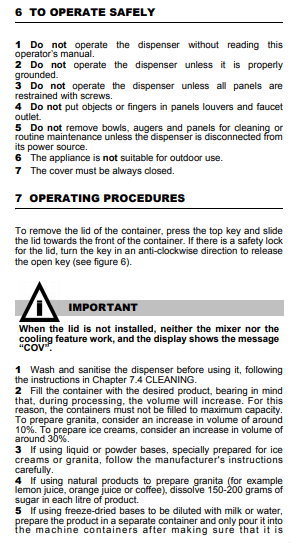 6 TO OPERATE SAFELY
1 Do not operate the dispenser without reading this
operator's manual.
2 Do not operate the dispenser unless it is properly
grounded.
3 Do not operate the dispenser unless all panels are
restrained with screws.
4 Do not put objects or fingers in panels louvers and faucet
outlet.
5 Do not remove bowls, augers and panels for cleaning or
routine maintenance unless the dispenser is disconnected from
its power source.
6 The appliance is not suitable for outdoor use.
7 The cover must be always closed.
7 OPERATING PROCEDURES
To remove the lid of the container, press the top key and slide
the lid towards the front of the container. If there is a safety lock
for the lid, turn the key in an anti-clockwise direction to release
the open key (see figure 6).
IMPORTANT
When the lid is not installed, neither the mixer nor the
cooling feature work, and the display shows the message
“COV”.
1 Wash and sanitise the dispenser before using it, following
the instructions in Chapter 7.4 CLEANING.
2 Fill the container with the desired product, bearing in mind
that, during processing, the volume will increase. For this
reason, the containers must not be filled to maximum capacity.
To prepare granita, consider an increase in volume of around
10%. To prepare ice creams, consider an increase in volume of
around 30%.
3 If using liquid or powder bases, specially prepared for ice
creams or granita, follow the manufacturer's instructions
carefully.
4 If using natural products to prepare granita (for example
lemon juice, orange juice or coffee), dissolve 150-200 grams of
sugar in each litre of product.
5 If using freeze-dried bases to be diluted with milk or water,
prepare the product in a separate container and only pour it into
the machine containers after making sure that it is